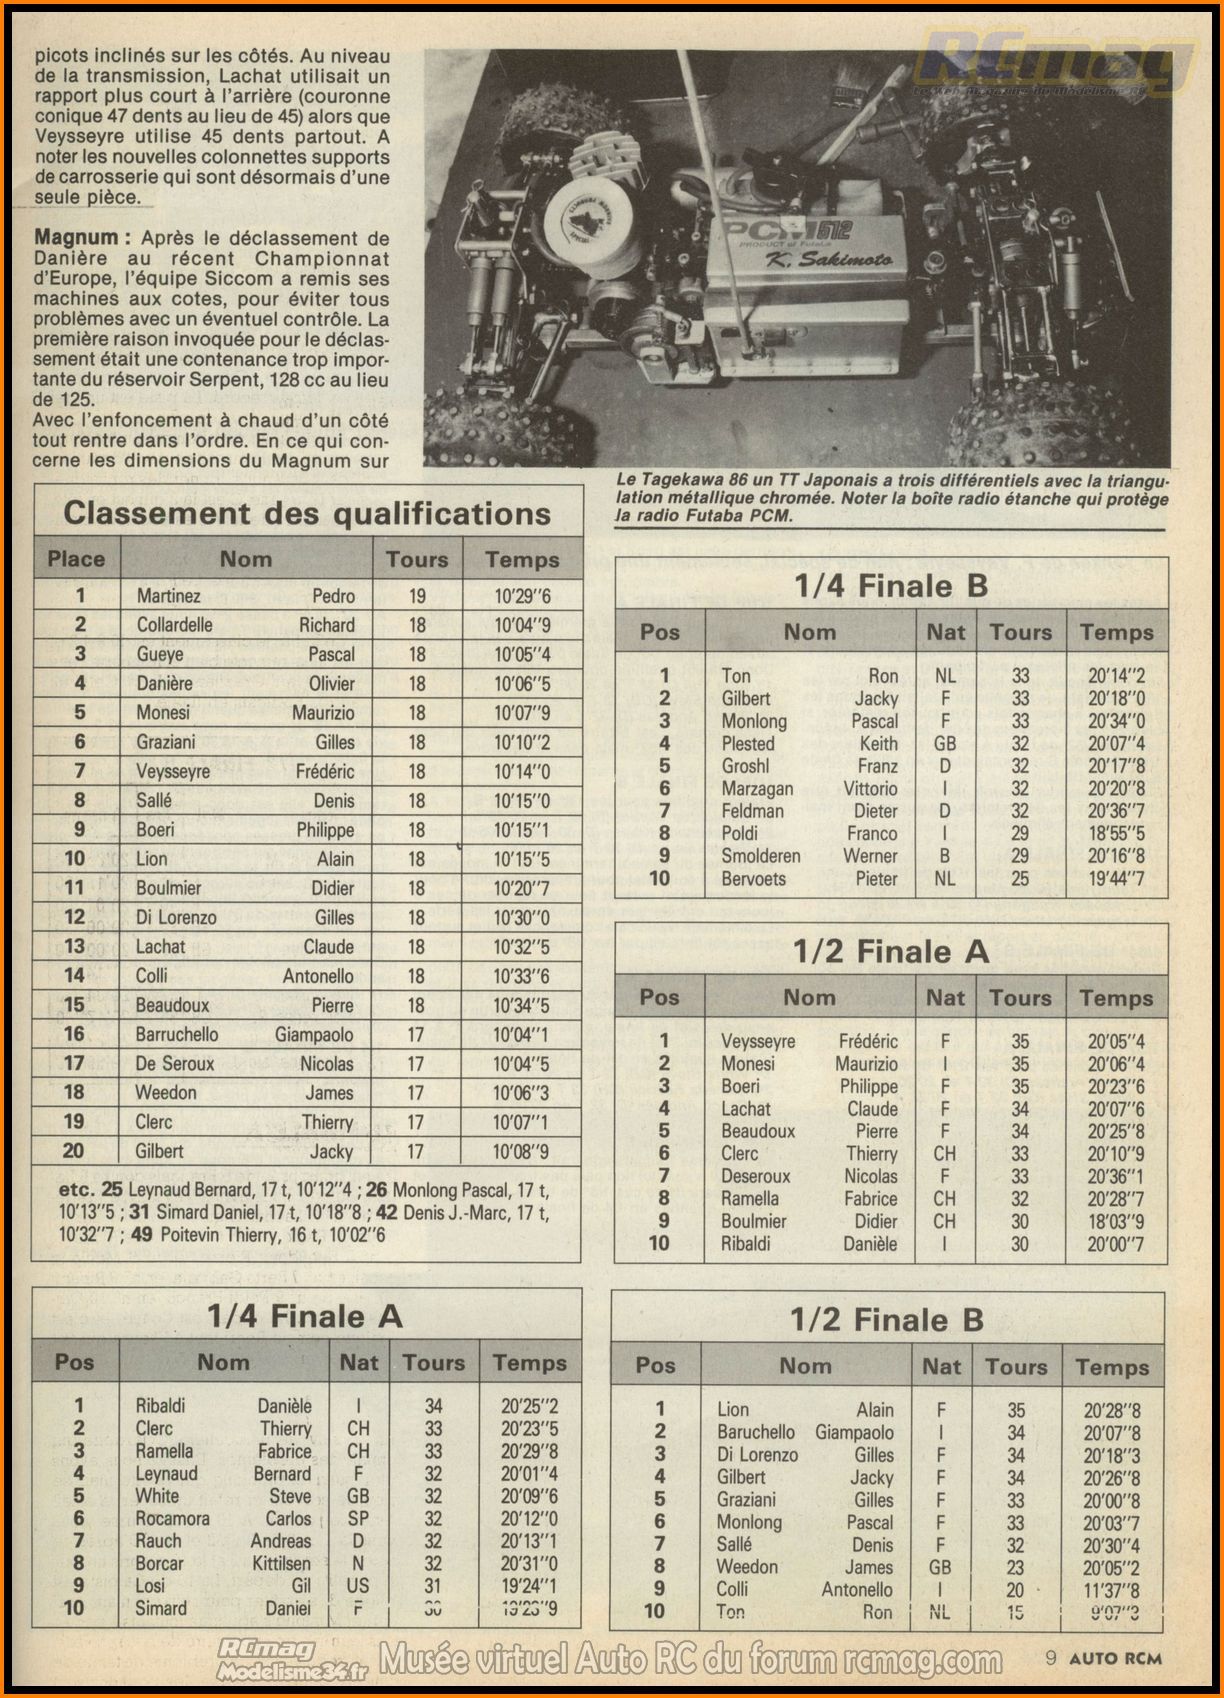 picots inclinés sur les côtés. Au niveau
de la transmission, Lachat utilisait un
rapport plus court à l'arrière (couronne
conique 47 dents au lieu de 45) alors que
Veysseyre utilise 45 dents partout. A
noter les nouvelles colonnettes supports
de carrosserie qui sont désormais d'une
seule pièce.
Magnum : Après le déclassement de
Danière au récent Championnat
d'Europe, l'équipe Siccom a remis ses
machines aux cotes, pour éviter tous
problèmes avec un éventuel contrôle. La
première raison invoquée pour le déclas-
sement était une contenance trop impor-
tante du réservoir Serpent, 128 cc au lieu
de 125.
Avec l'enfoncement à chaud d'un côté
tout rentre dans l'ordre. En ce qui con-
cerne les dimensions du Magnum sur
RCmag
Le Web Magazine du Modélisme RC
PCM 512
PRODUCT of Futaba
K. Sakimoto
Le Tagekawa 86 un TT Japonais a trois différentiels avec la triangu-
lation métallique chromée. Noter la boîte radio étanche qui protège
la radio Futaba PCM.
Classement des qualifications
Place Nom Tours Temps
1 Martinez Pedro 19 10'29"6
2 Collardelle Richard 18 10'04"9
3 Gueye Pascal 18 10'05"4
4 Danière Olivier 18 10'06"5
5 Monesi Maurizio 18 10'07"9
6 Graziani Gilles 18 10'10"2
7 Veysseyre Frédéric 18 10'14"0
8 Sallé Denis 18 10'15"0
9 Boeri Philippe 18 10'15"1
10 Lion Alain 18 10'15"5
11 Boulmier Didier 18 10'20"7
12 Di Lorenzo Gilles 18 10'30"0
13 Lachat Claude 18 10'32"5
14 Colli Antonello 18 10'33"6
15 Beaudoux Pierre 18 10'34"5
16 Barruchello Giampaolo 17 10'04"1
17 De Seroux Nicolas 17 10'04"5
18 Weedon James 17 10'06"3
19 Clerc Thierry 17 10'07"1
20 Gilbert Jacky 17 10'08"9
etc. 25 Leynaud Bernard, 17 t, 10'12"4 ; 26 Monlong Pascal, 17 t,
10'13"5 ; 31 Simard Daniel, 17 t, 10'18"8 ; 42 Denis J.-Marc, 17 t,
10'32"7 ; 49 Poitevin Thierry, 16 t, 10'02"6
1/4 Finale A
Pos Nom Nat Tours Temps
1 Ribaldi Danièle I 34 20'25"2
2 Clerc Thierry CH 33 20'23"5
3 Ramella Fabrice CH 33 20'29"8
4 Leynaud Bernard F 32 20'01"4
5 White Steve GB 32 20'09"6
6 Rocamora Carlos SP 32 20'12"0
7 Rauch Andreas D 32 20'13"1
8 Borcar Kittilsen N 32 20'31"0
9 Losi Gil US 31 19'24"1
10 Simard Daniel F 30 19'23"9
1/4 Finale B
Pos Nom Nat Tours Temps
1 Ton Ron NL 33 20'14"2
2 Gilbert Jacky F 33 20'18"0
3 Monlong Pascal F 33 20'34"0
4 Plested Keith GB 32 20'07"4
5 Groshl Franz D 32 20'17"8
6 Marzagan Vittorio I 32 20'20"8
7 Feldman Dieter D 32 20'36"7
8 Poldi Franco I 29 18'55"5
9 Smolderen Werner B 29 20'16"8
10 Bervoets Pieter NL 25 19'44"7
1/2 Finale A
Pos Nom Nat Tours Temps
1 Veysseyre Frédéric F 35 20'05"4
2 Monesi Maurizio I 35 20'06"4
3 Boeri Philippe F 35 20'23"6
4 Lachat Claude F 34 20'07"6
5 Beaudoux Pierre F 34 20'25"8
6 Clerc Thierry CH 33 20'10"9
7 Deseroux Nicolas F 33 20'36"1
8 Ramella Fabrice CH 32 20'28"7
9 Boulmier Didier CH 30 18'03"9
10 Ribaldi Danièle I 30 20'00"7
1/2 Finale B
Pos Nom Nat Tours Temps
1 Lion Alain F 35 20'28"8
2 Baruchello Giampaolo I 34 20'07"8
3 Di Lorenzo Gilles F 34 20'18"3
4 Gilbert Jacky F 34 20'26"8
5 Graziani Gilles F 33 20'00"8
6 Monlong Pascal F 33 20'03"7
7 Sallé Denis F 32 20'30"4
8 Weedon James GB 23 20'05"2
9 Colli Antonello I 20 11'37"8
10 Ton Ron NL 15 9'07"3
RCmag
Modelisme34.fr
Musée virtuel Auto RC du forum rcmag.com
9 AUTO RCM